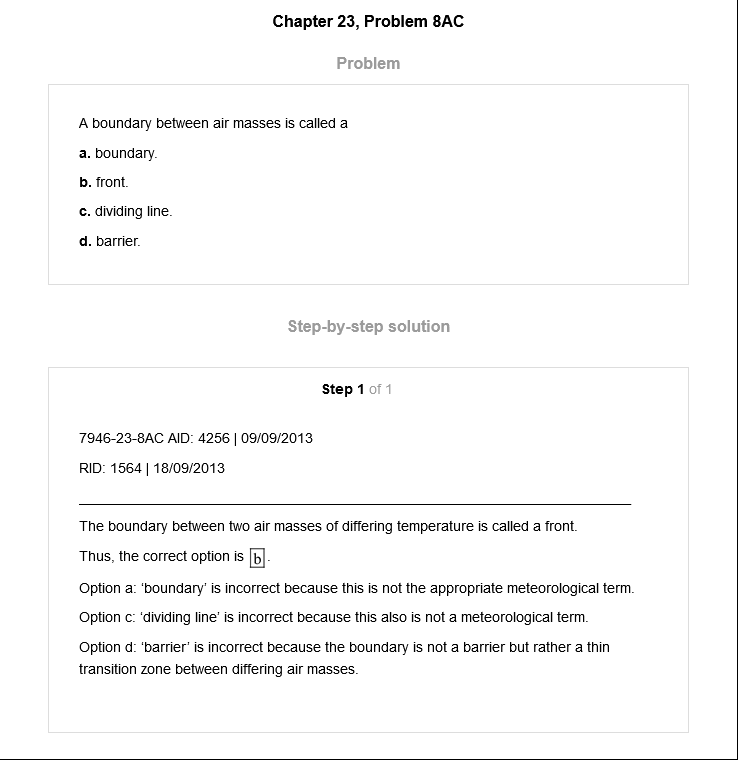 Chapter 23, Problem 8AC
Problem
A boundary between air masses is called a
a. boundary.
b. front.
c. dividing line.
d. barrier.
Step-by-step solution
Step 1 of 1
7946-23-8AC AID: 4256 | 09/09/2013
RID: 1564 | 18/09/2013
The boundary between two air masses of differing temperature is called a front.
Thus, the correct option is b.
Option a: ‘boundary’ is incorrect because this is not the appropriate meteorological term.
Option c: ‘dividing line’ is incorrect because this also is not a meteorological term.
Option d: ‘barrier’ is incorrect because the boundary is not a barrier but rather a thin
transition zone between differing air masses.